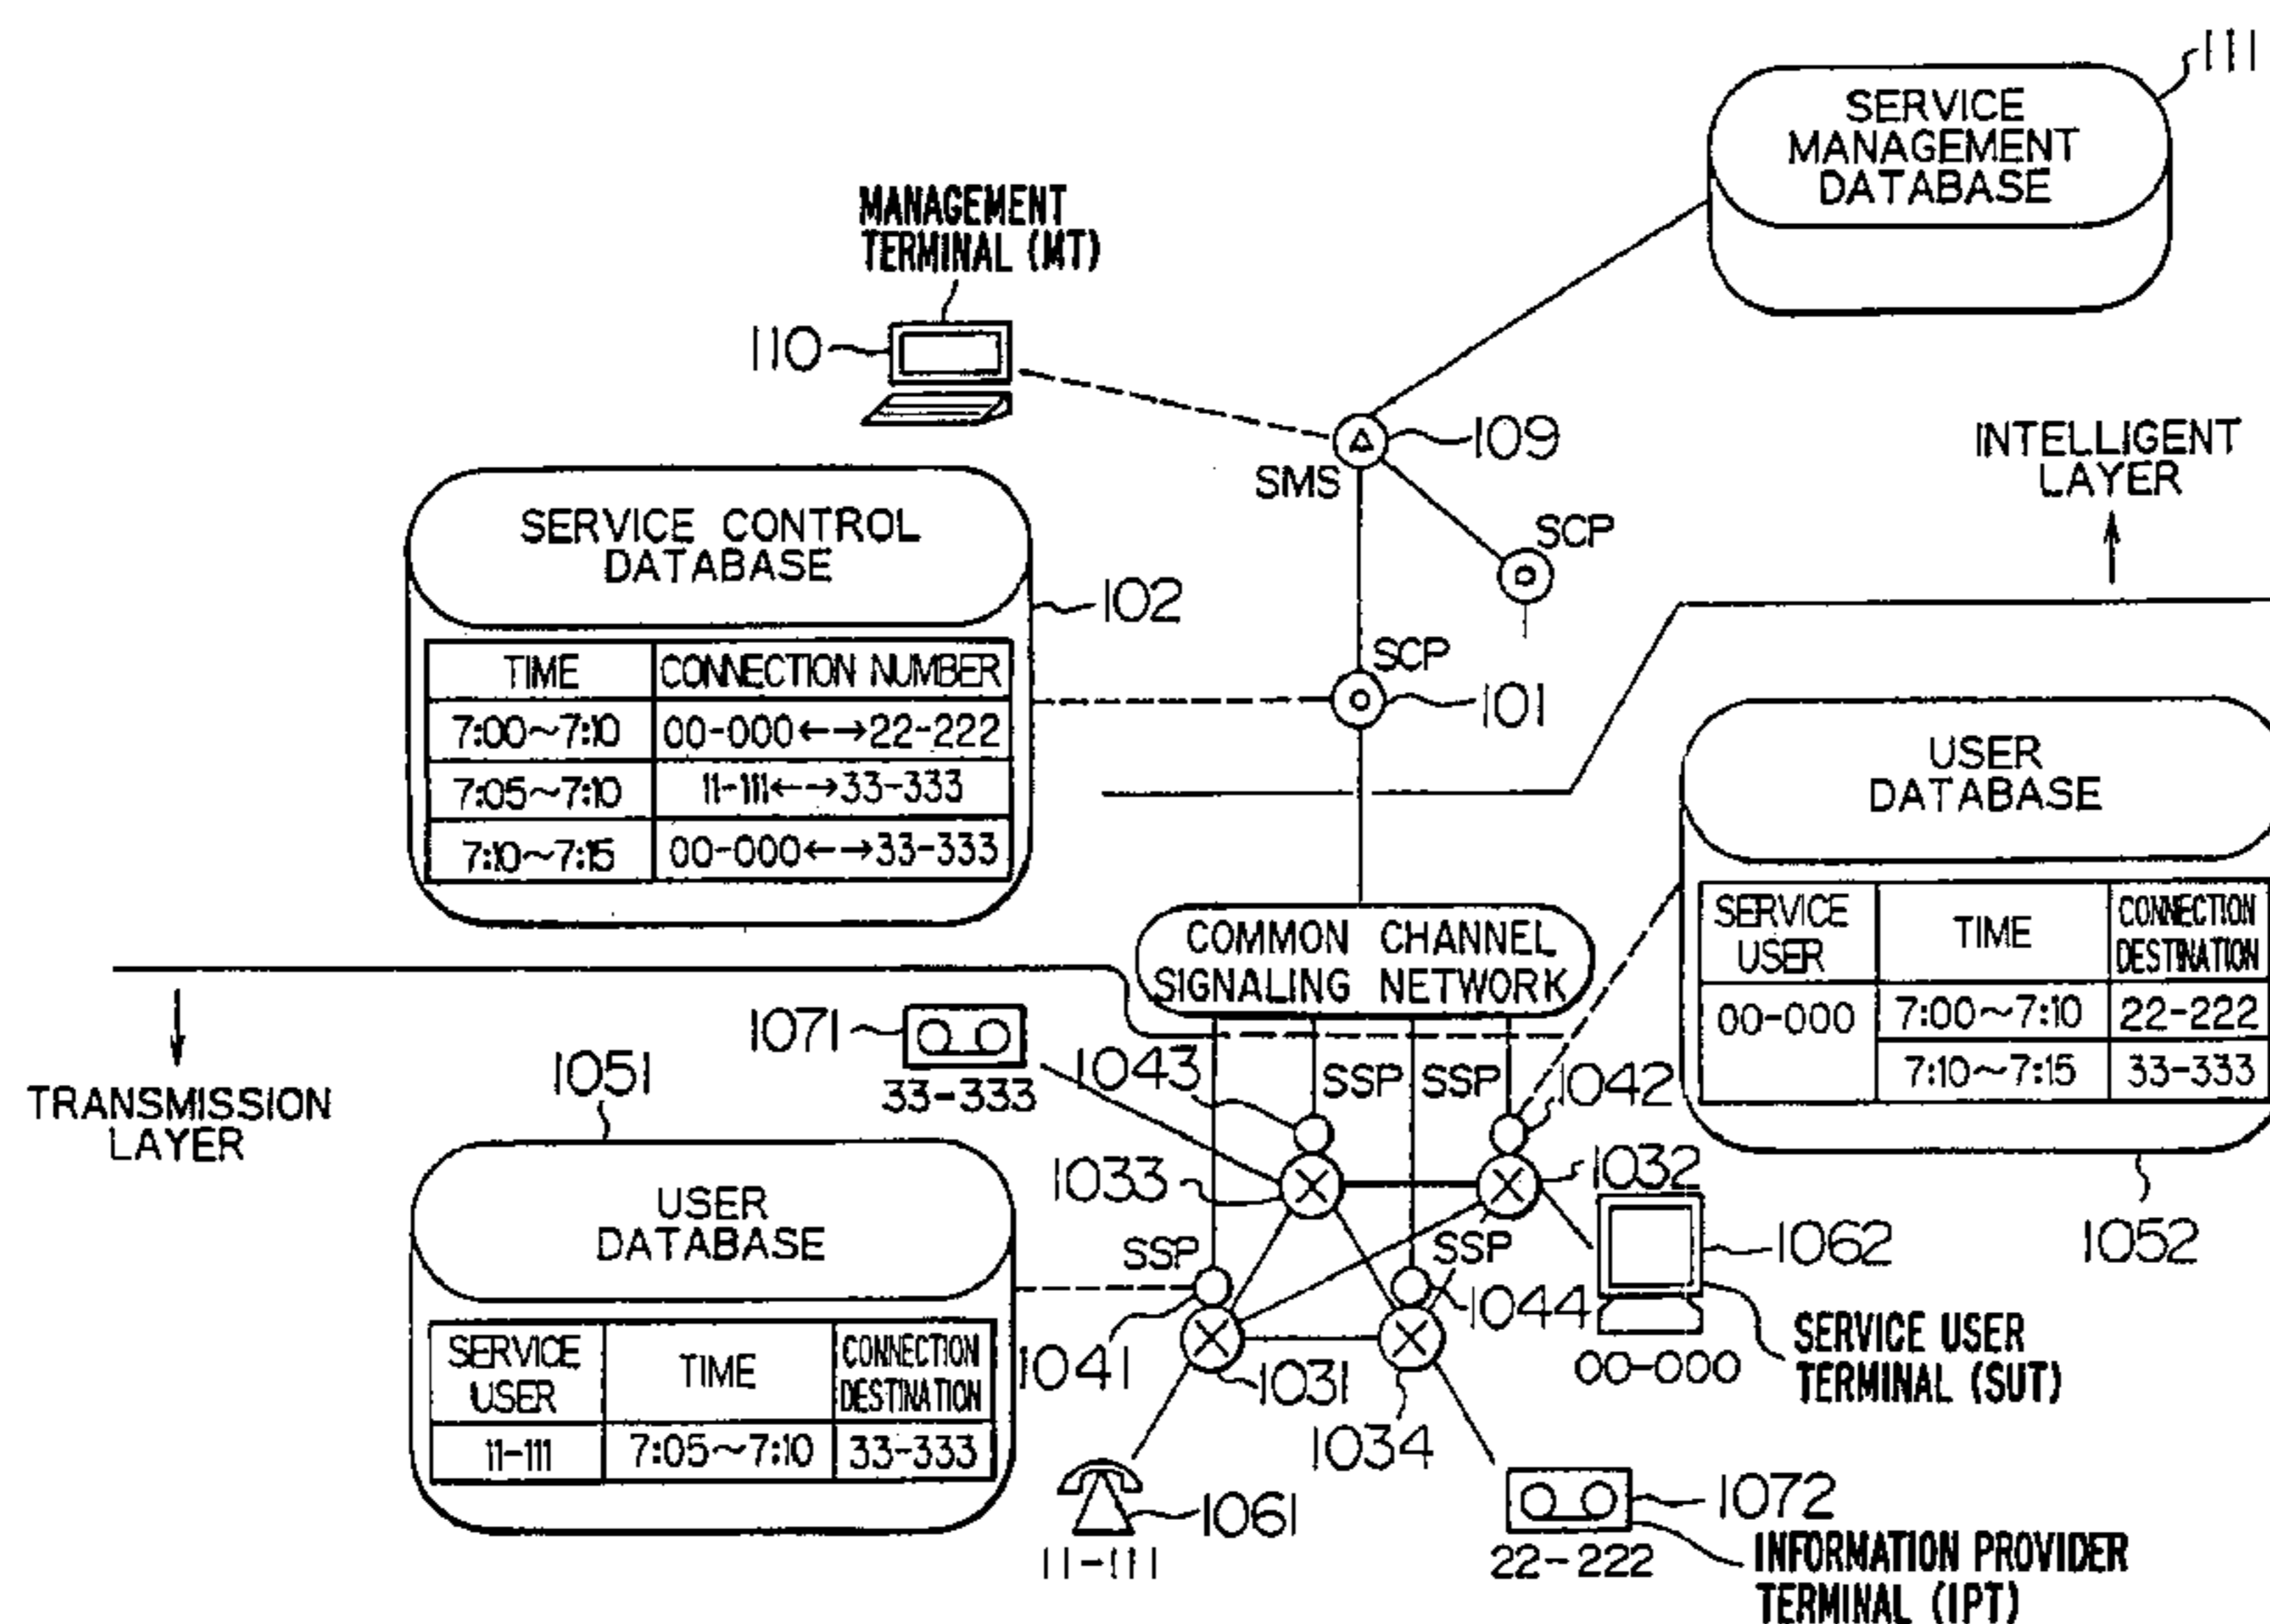 111
SERVICE
MANAGEMENT
DATABASE
MANAGEMENT
TERMINAL (MT)
110
109
SMS
INTELLIGENT
LAYER
SCP
SERVICE CONTROL
DATABASE
102
TIME CONNECTION NUMBER
7:00~7:10 00-000←→22-222
7:05~7:10 11-111←→33-333
7:10~7:15 00-000←→33-333
SCP
101
USER
DATABASE
SERVICE
USER
TIME
CONNECTION
DESTINATION
00-000 7:00~7:10 22-222
7:10~7:15 33-333
1052
COMMON CHANNEL
SIGNALING NETWORK
TRANSMISSION
LAYER
1071
33-333
1043
SSP SSP
1042
1033
1032
1051
USER
DATABASE
SERVICE
USER
TIME
CONNECTION
DESTINATION
11-111 7:05~7:10 33-333
SSP
SSP
1041
1044
1031
1034
1062
00-000
SERVICE USER
TERMINAL (SUT)
1061
11-111
1072
22-222
INFORMATION PROVIDER
TERMINAL (IPT)